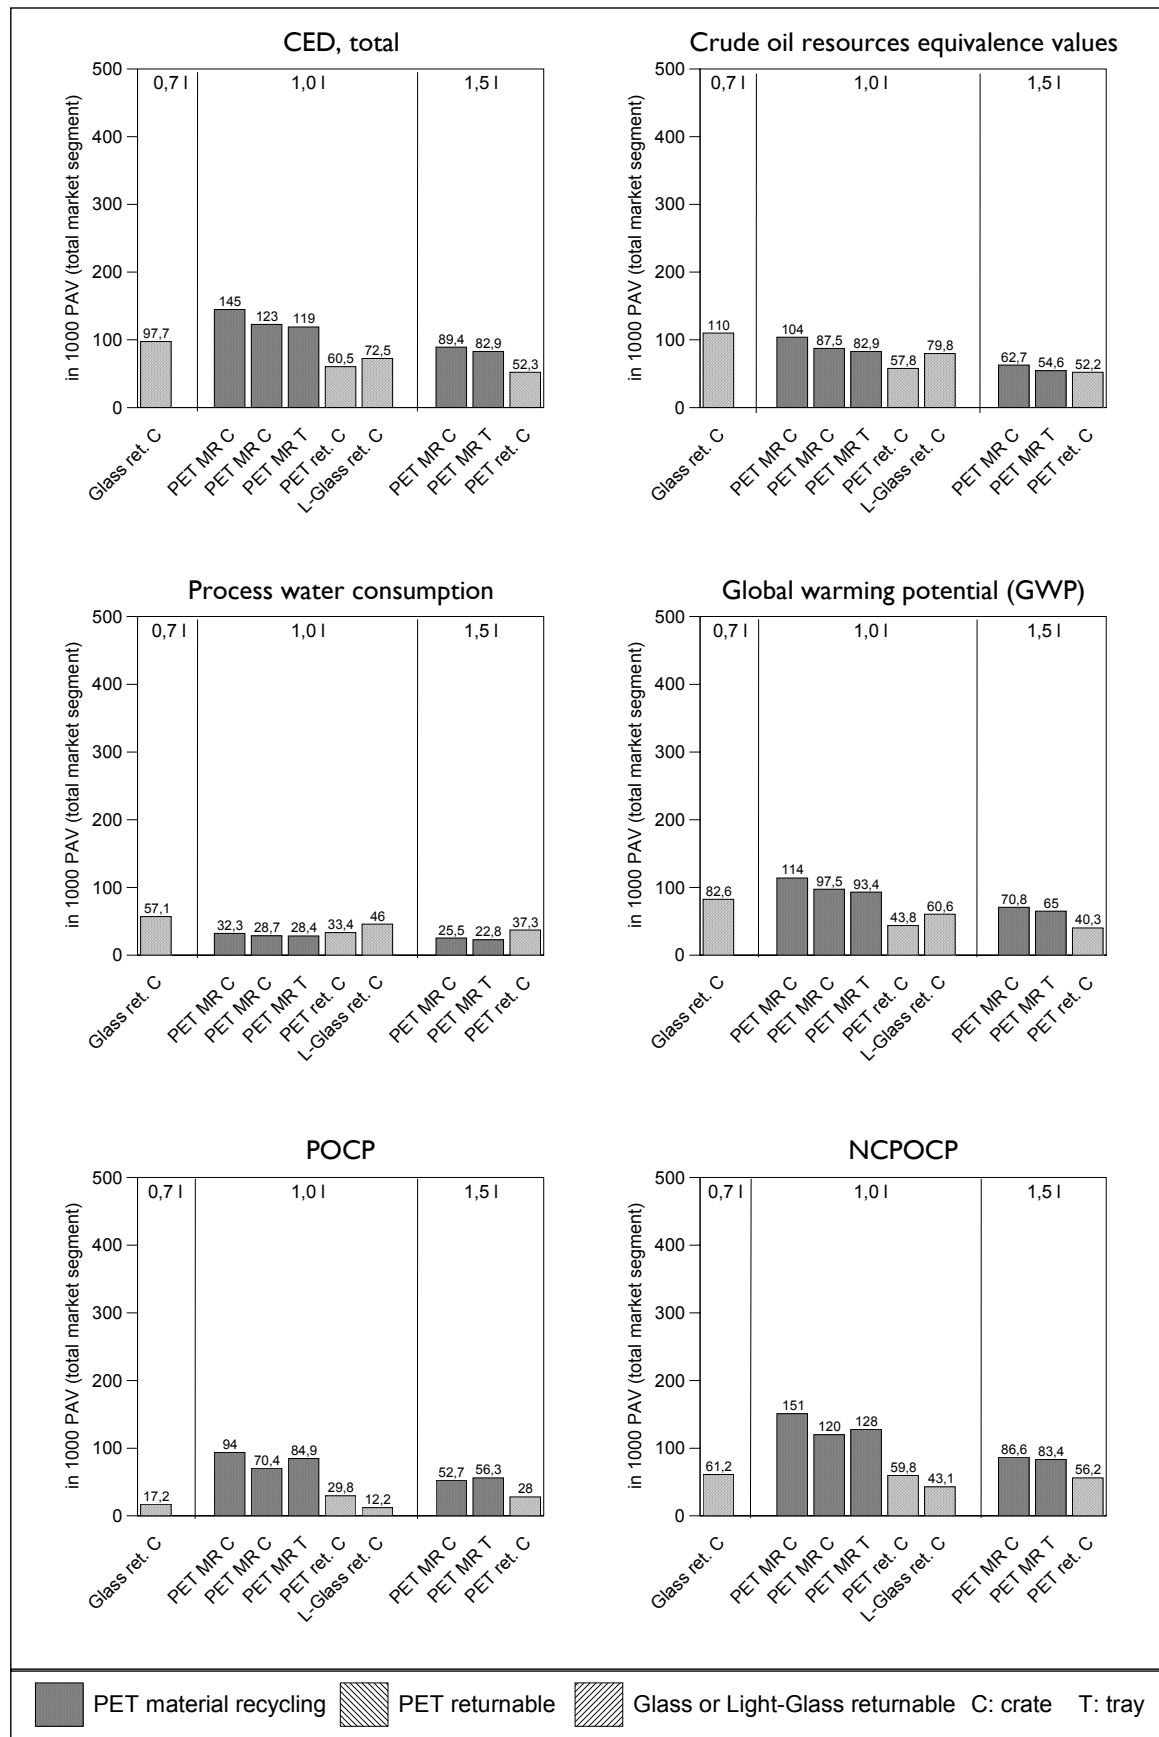 CED, total
500
0,7 l 1,0 l 1,5 l
400
300
200
100
0
in 1000 PAV (total market segment)
97,7 145 123 119 60,5 72,5 89,4 82,9 52,3
Glass ret. C
PET MR C
PET MR C
PET MR T
PET ret. C
L-Glass ret. C
PET MR C
PET MR T
PET ret. C
Crude oil resources equivalence values
500
0,7 l 1,0 l 1,5 l
400
300
200
100
0
in 1000 PAV (total market segment)
110 104 87,5 82,9 57,8 79,8 62,7 54,6 52,2
Glass ret. C
PET MR C
PET MR C
PET MR T
PET ret. C
L-Glass ret. C
PET MR C
PET MR T
PET ret. C
Process water consumption
500
0,7 l 1,0 l 1,5 l
400
300
200
100
0
in 1000 PAV (total market segment)
57,1 32,3 28,7 28,4 33,4 46 25,5 22,8 37,3
Glass ret. C
PET MR C
PET MR C
PET MR T
PET ret. C
L-Glass ret. C
PET MR C
PET MR T
PET ret. C
Global warming potential (GWP)
500
0,7 l 1,0 l 1,5 l
400
300
200
100
0
in 1000 PAV (total market segment)
82,6 114 97,5 93,4 43,8 60,6 70,8 65 40,3
Glass ret. C
PET MR C
PET MR C
PET MR T
PET ret. C
L-Glass ret. C
PET MR C
PET MR T
PET ret. C
POCP
500
0,7 l 1,0 l 1,5 l
400
300
200
100
0
in 1000 PAV (total market segment)
17,2 94 70,4 84,9 29,8 12,2 52,7 56,3 28
Glass ret. C
PET MR C
PET MR C
PET MR T
PET ret. C
L-Glass ret. C
PET MR C
PET MR T
PET ret. C
NCPOCP
500
0,7 l 1,0 l 1,5 l
400
300
200
100
0
in 1000 PAV (total market segment)
61,2 151 120 128 59,8 43,1 86,6 83,4 56,2
Glass ret. C
PET MR C
PET MR C
PET MR T
PET ret. C
L-Glass ret. C
PET MR C
PET MR T
PET ret. C
PET material recycling PET returnable Glass or Light-Glass returnable C: crate T: tray